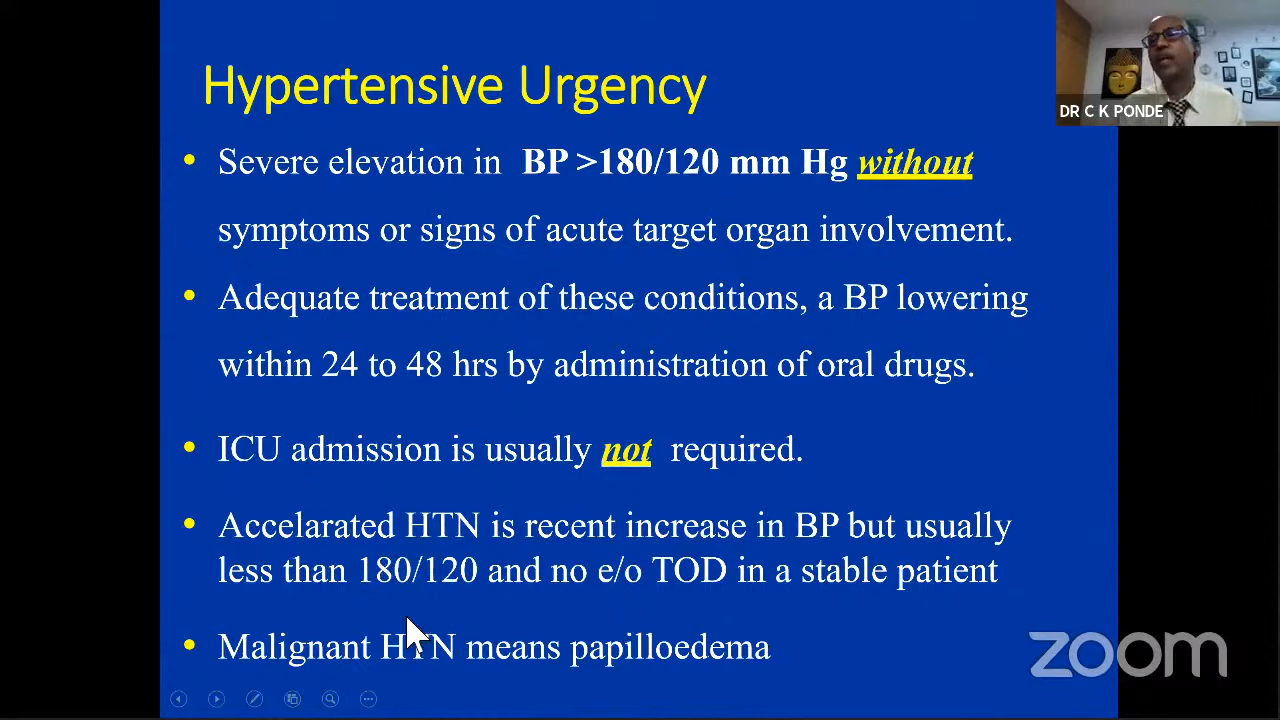 Hypertensive Urgency
DR C K PONDE
• Severe elevation in BP >180/120 mm Hg without
symptoms or signs of acute target organ involvement.
• Adequate treatment of these conditions, a BP lowering
within 24 to 48 hrs by administration of oral drugs.
• ICU admission is usually not required.
• Accelarated HTN is recent increase in BP but usually
less than 180/120 and no e/o TOD in a stable patient
• Malignant HTN means papilloedema
zoom